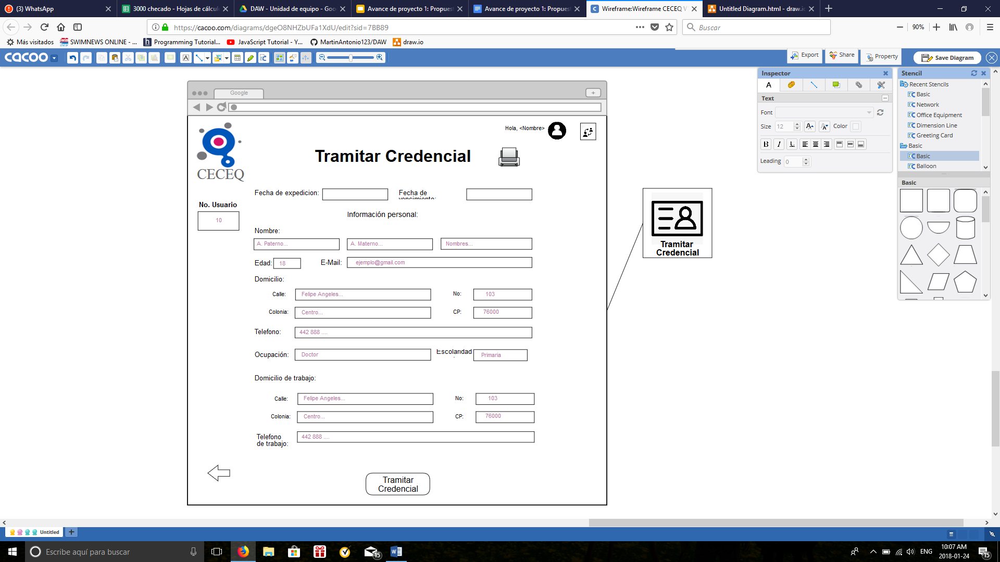 (3) WhatsApp
3000 checado - Hojas de cálcul
DAW - Unidad de equipo - Goo
Avance de proyecto 1: Propues
Avance de proyecto 1: Propues
Wireframe:Wireframe CECEQ V
Untitled Diagram.html - draw.io
https://cacoo.com/diagrams/dgeO8NHZbUFa1XdU/edit?sid=7BB89
Buscar
90%
Más visitados
SWIMNEWS ONLINE - ...
Programming Tutorial...
JavaScript Tutorial - Y...
MartinAntonio123/DAW
draw.io
cacoo
Export
Share
Property
Save Diagram
Inspector
Text
Font
Size 12
Color
B I L
Leading 0
Stencil
Recent Stencils
Basic
Network
Office Equipment
Dimension Line
Greeting Card
Basic
Basic
Balloon
Basic
Google
CECEQ
Hola, <Nombre>
Tramitar Credencial
Fecha de expedicion:
Fecha de
vencimiento:
No. Usuario
10
Información personal:
Nombre:
A. Paterno...
A. Materno...
Nombres...
Edad: 18
E-Mail: ejemplo@gmail.com
Domicilio:
Calle: Felipe Angeles...
No: 103
Colonia: Centro...
CP: 76000
Telefono: 442 888 ....
Ocupación: Doctor
Escolaridad
:
Primaria
Domicilio de trabajo:
Calle: Felipe Angeles...
No: 103
Colonia: Centro...
CP: 76000
Telefono
de trabajo:
442 888 ....
Tramitar
Credencial
Tramitar
Credencial
Untitled
Escribe aquí para buscar
15
ENG
10:07 AM
2018-01-24
15